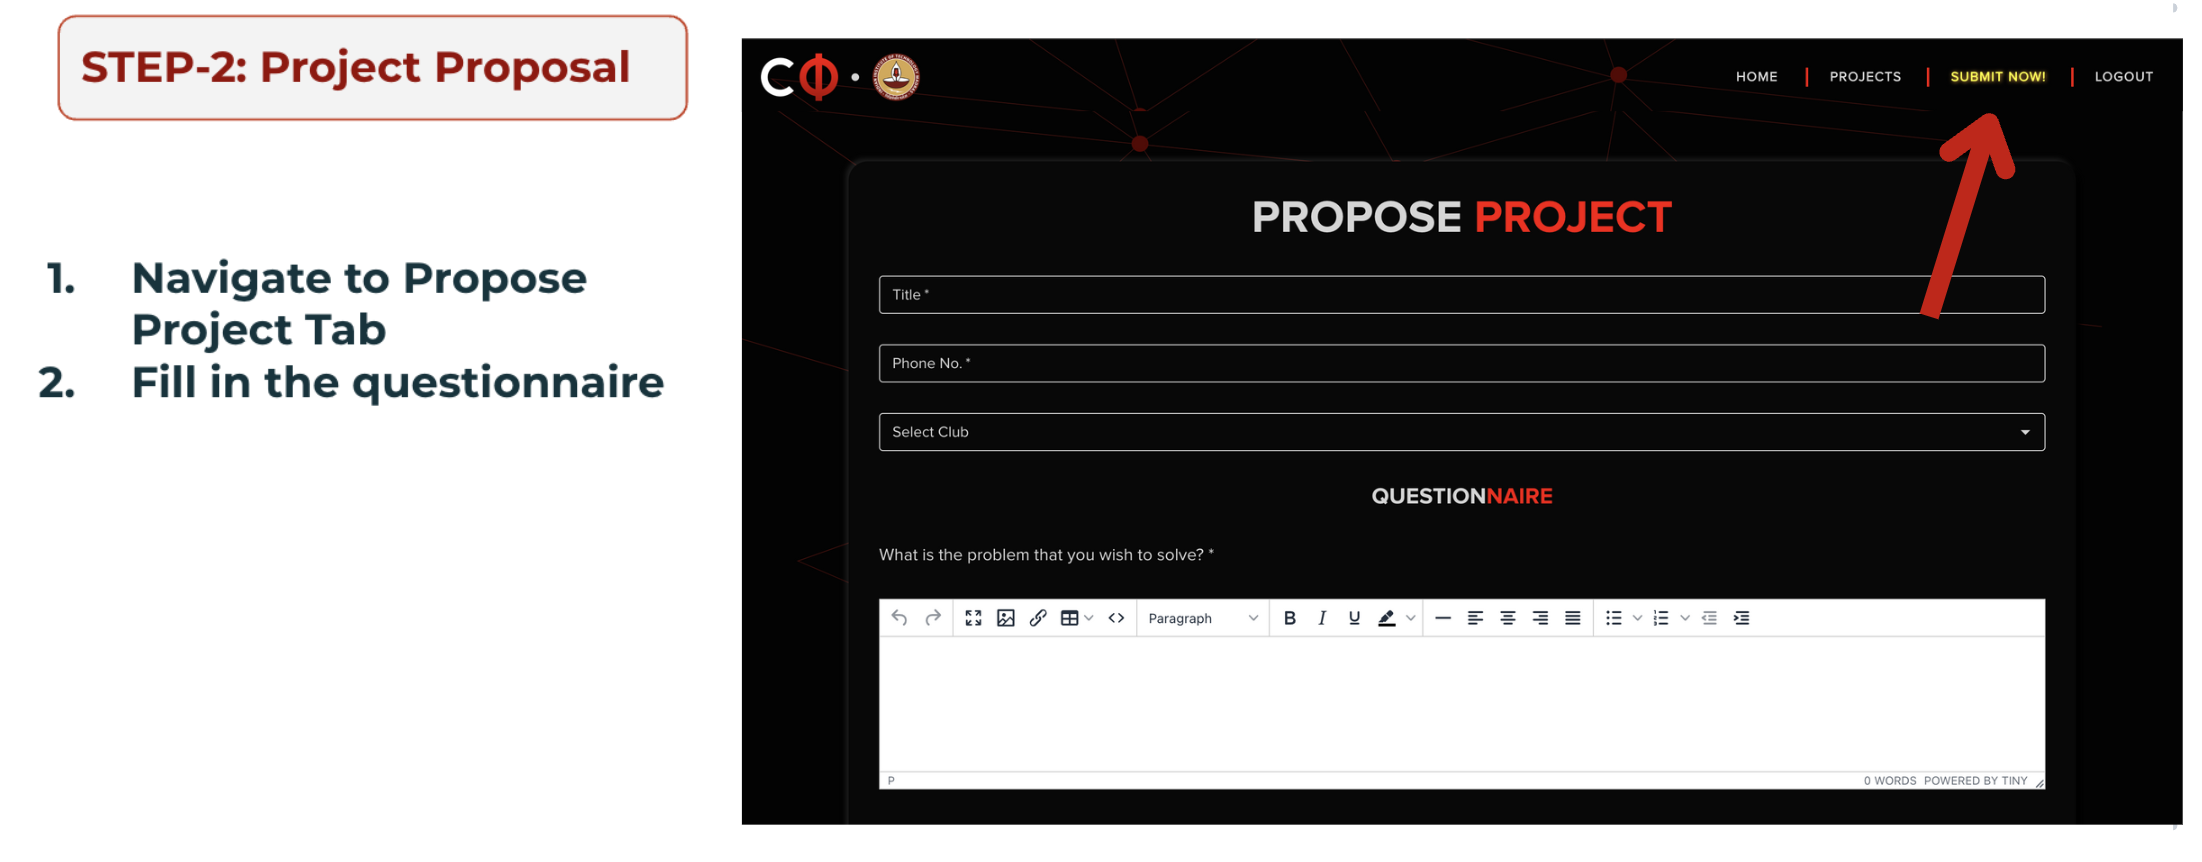 STEP-2: Project Proposal
1. Navigate to Propose
Project Tab
2. Fill in the questionnaire
CΦ
HOME | PROJECTS | SUBMIT NOW! | LOGOUT
PROPOSE PROJECT
Title *
Phone No. *
Select Club
QUESTIONNAIRE
What is the problem that you wish to solve? *
Paragraph B I U
P 0 WORDS POWERED BY TINY